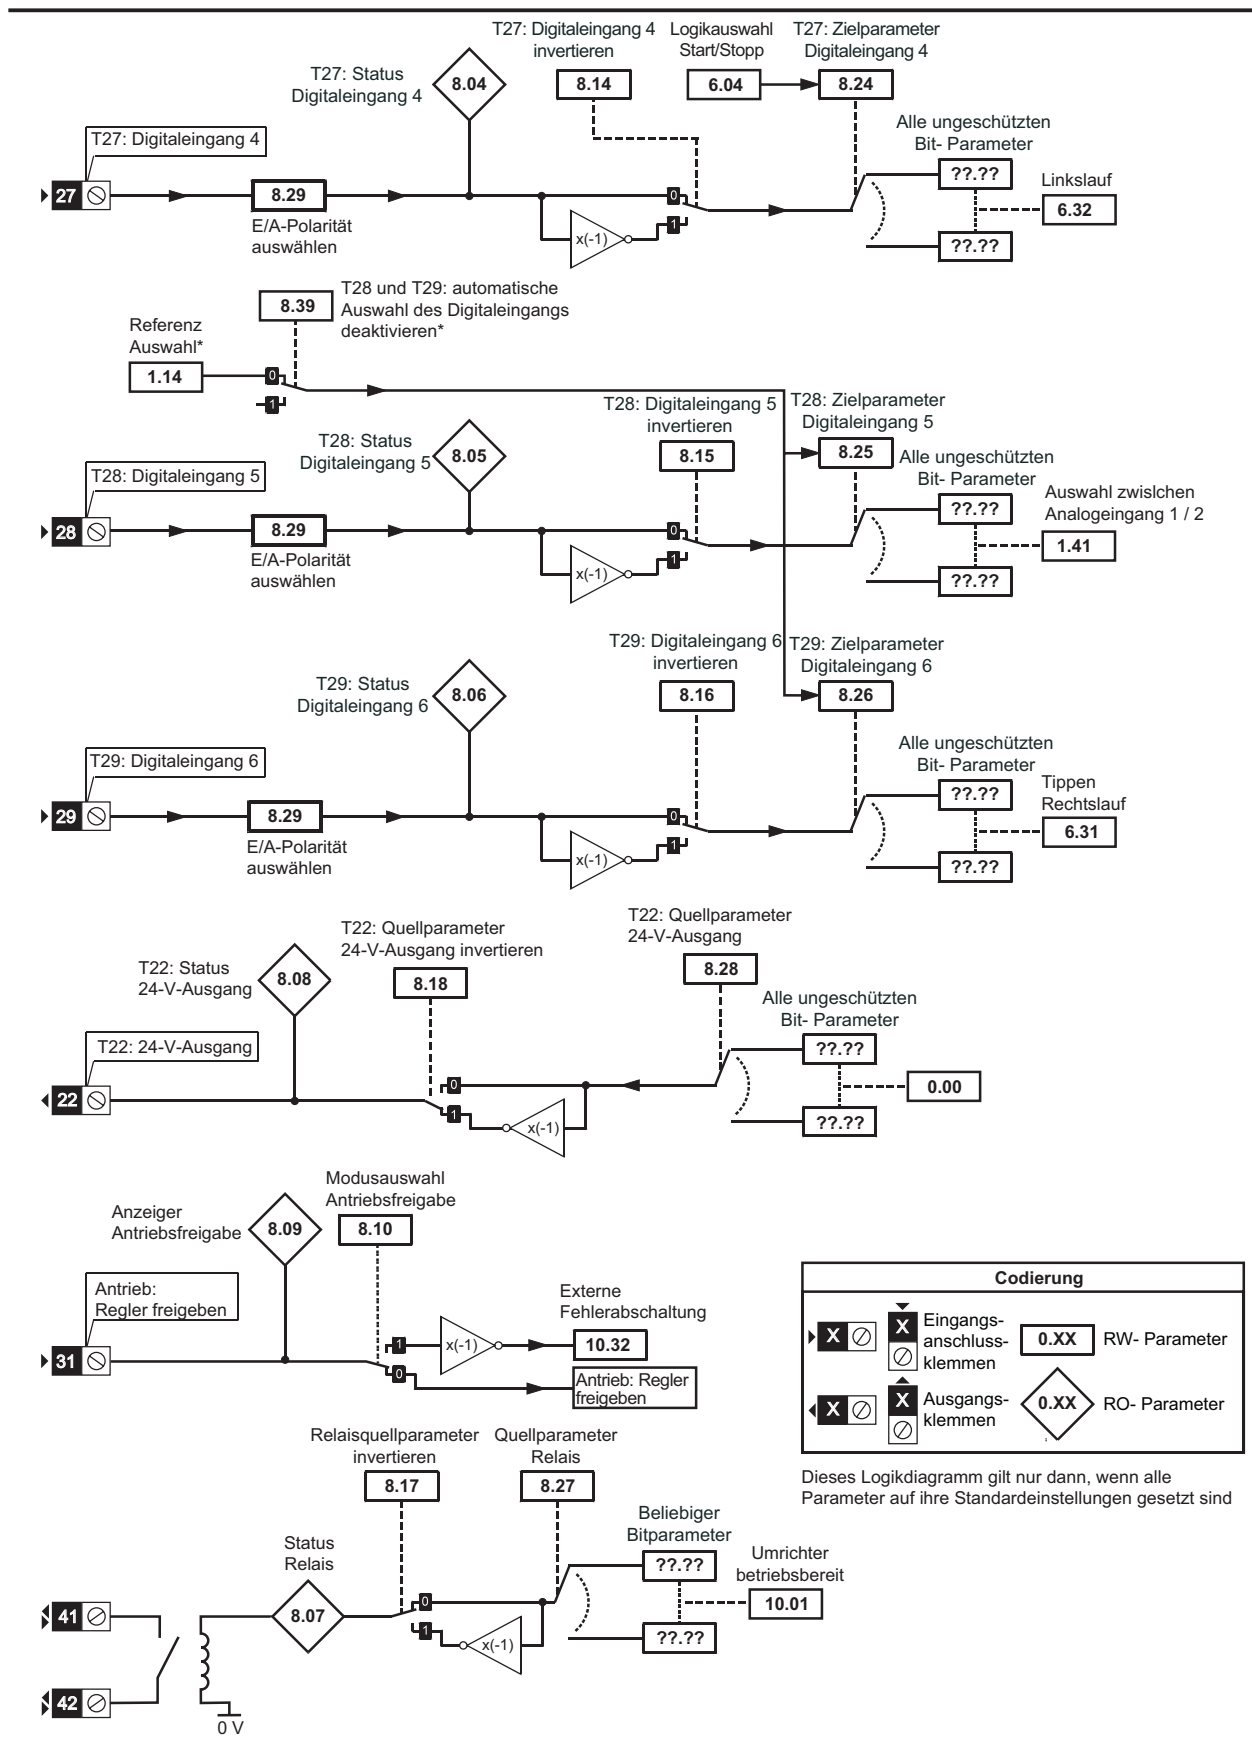 T27: Digitaleingang 4
invertieren
8.14
Logikauswahl
Start/Stopp
6.04
T27: Zielparameter
Digitaleingang 4
8.24
T27: Status
Digitaleingang 4
8.04
Alle ungeschützten
Bit- Parameter
??.??
??.??
Linkslauf
6.32
T27: Digitaleingang 4
27
8.29
E/A-Polarität
auswählen
0
1
x(-1)
8.39
T28 und T29: automatische
Auswahl des Digitaleingangs
deaktivieren*
Referenz
Auswahl*
1.14
0
1
T28: Digitaleingang 5
invertieren
8.15
T28: Zielparameter
Digitaleingang 5
8.25
T28: Status
Digitaleingang 5
8.05
Alle ungeschützten
Bit- Parameter
??.??
??.??
Auswahl zwislchen
Analogeingang 1 / 2
1.41
T28: Digitaleingang 5
28
8.29
E/A-Polarität
auswählen
0
1
x(-1)
T29: Digitaleingang 6
invertieren
8.16
T29: Zielparameter
Digitaleingang 6
8.26
T29: Status
Digitaleingang 6
8.06
Alle ungeschützten
Bit- Parameter
??.??
??.??
Tippen
Rechtslauf
6.31
T29: Digitaleingang 6
29
8.29
E/A-Polarität
auswählen
0
1
x(-1)
T22: Quellparameter
24-V-Ausgang invertieren
8.18
T22: Quellparameter
24-V-Ausgang
8.28
T22: Status
24-V-Ausgang
8.08
Alle ungeschützten
Bit- Parameter
??.??
??.??
0.00
T22: 24-V-Ausgang
22
0
1
x(-1)
Modusauswahl
Antriebsfreigabe
8.10
Anzeiger
Antriebsfreigabe
8.09
Antrieb:
Regler freigeben
31
1
0
x(-1)
Externe
Fehlerabschaltung
10.32
Antrieb: Regler
freigeben
Codierung
X
X
Eingangs-
anschluss-
klemmen
0.XX
RW- Parameter
X
X
Ausgangs-
klemmen
0.XX
RO- Parameter
Dieses Logikdiagramm gilt nur dann, wenn alle
Parameter auf ihre Standardeinstellungen gesetzt sind
Relaisquellparameter
invertieren
8.17
Quellparameter
Relais
8.27
Status
Relais
8.07
Beliebiger
Bitparameter
??.??
??.??
Umrichter
betriebsbereit
10.01
0
1
x(-1)
41
42
0 V